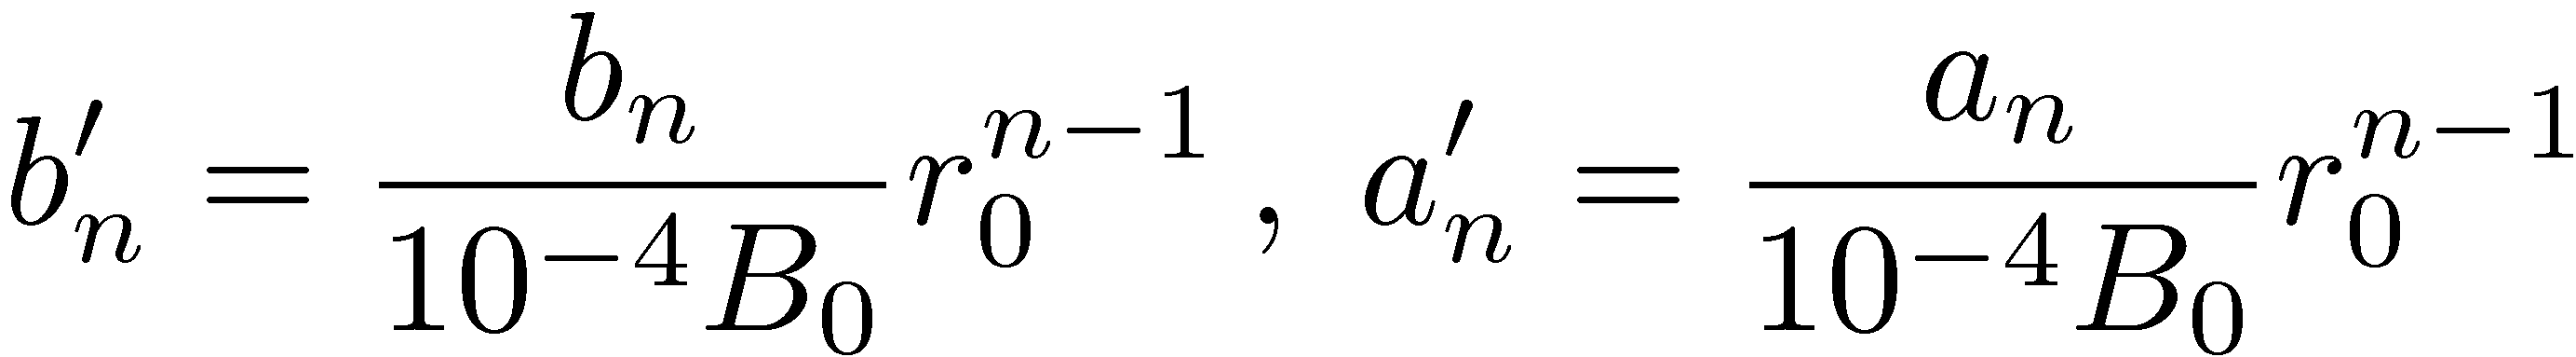 b'_n = \frac{b_n}{10^{-4} B_0} r_0^{n-1} , a'_n = \frac{a_n}{10^{-4} B_0} r_0^{n-1}